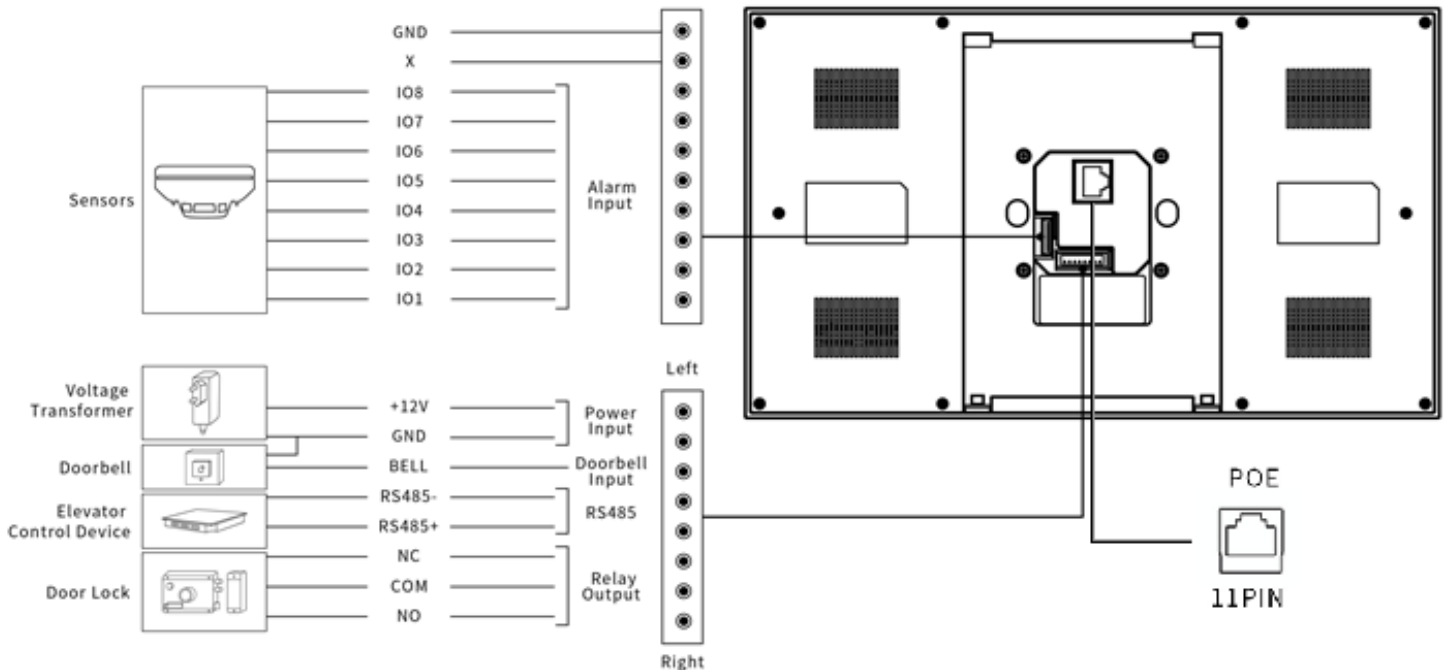 GND
X
IO8
IO7
IO6
IO5
IO4
IO3
IO2
IO1
Sensors
Alarm
Input
Left
Voltage
Transformer
+12V
GND
Power
Input
Doorbell
BELL
Doorbell
Input
Elevator
Control Device
RS485-
RS485+
RS485
Door Lock
NC
COM
NO
Relay
Output
Right
POE
11PIN